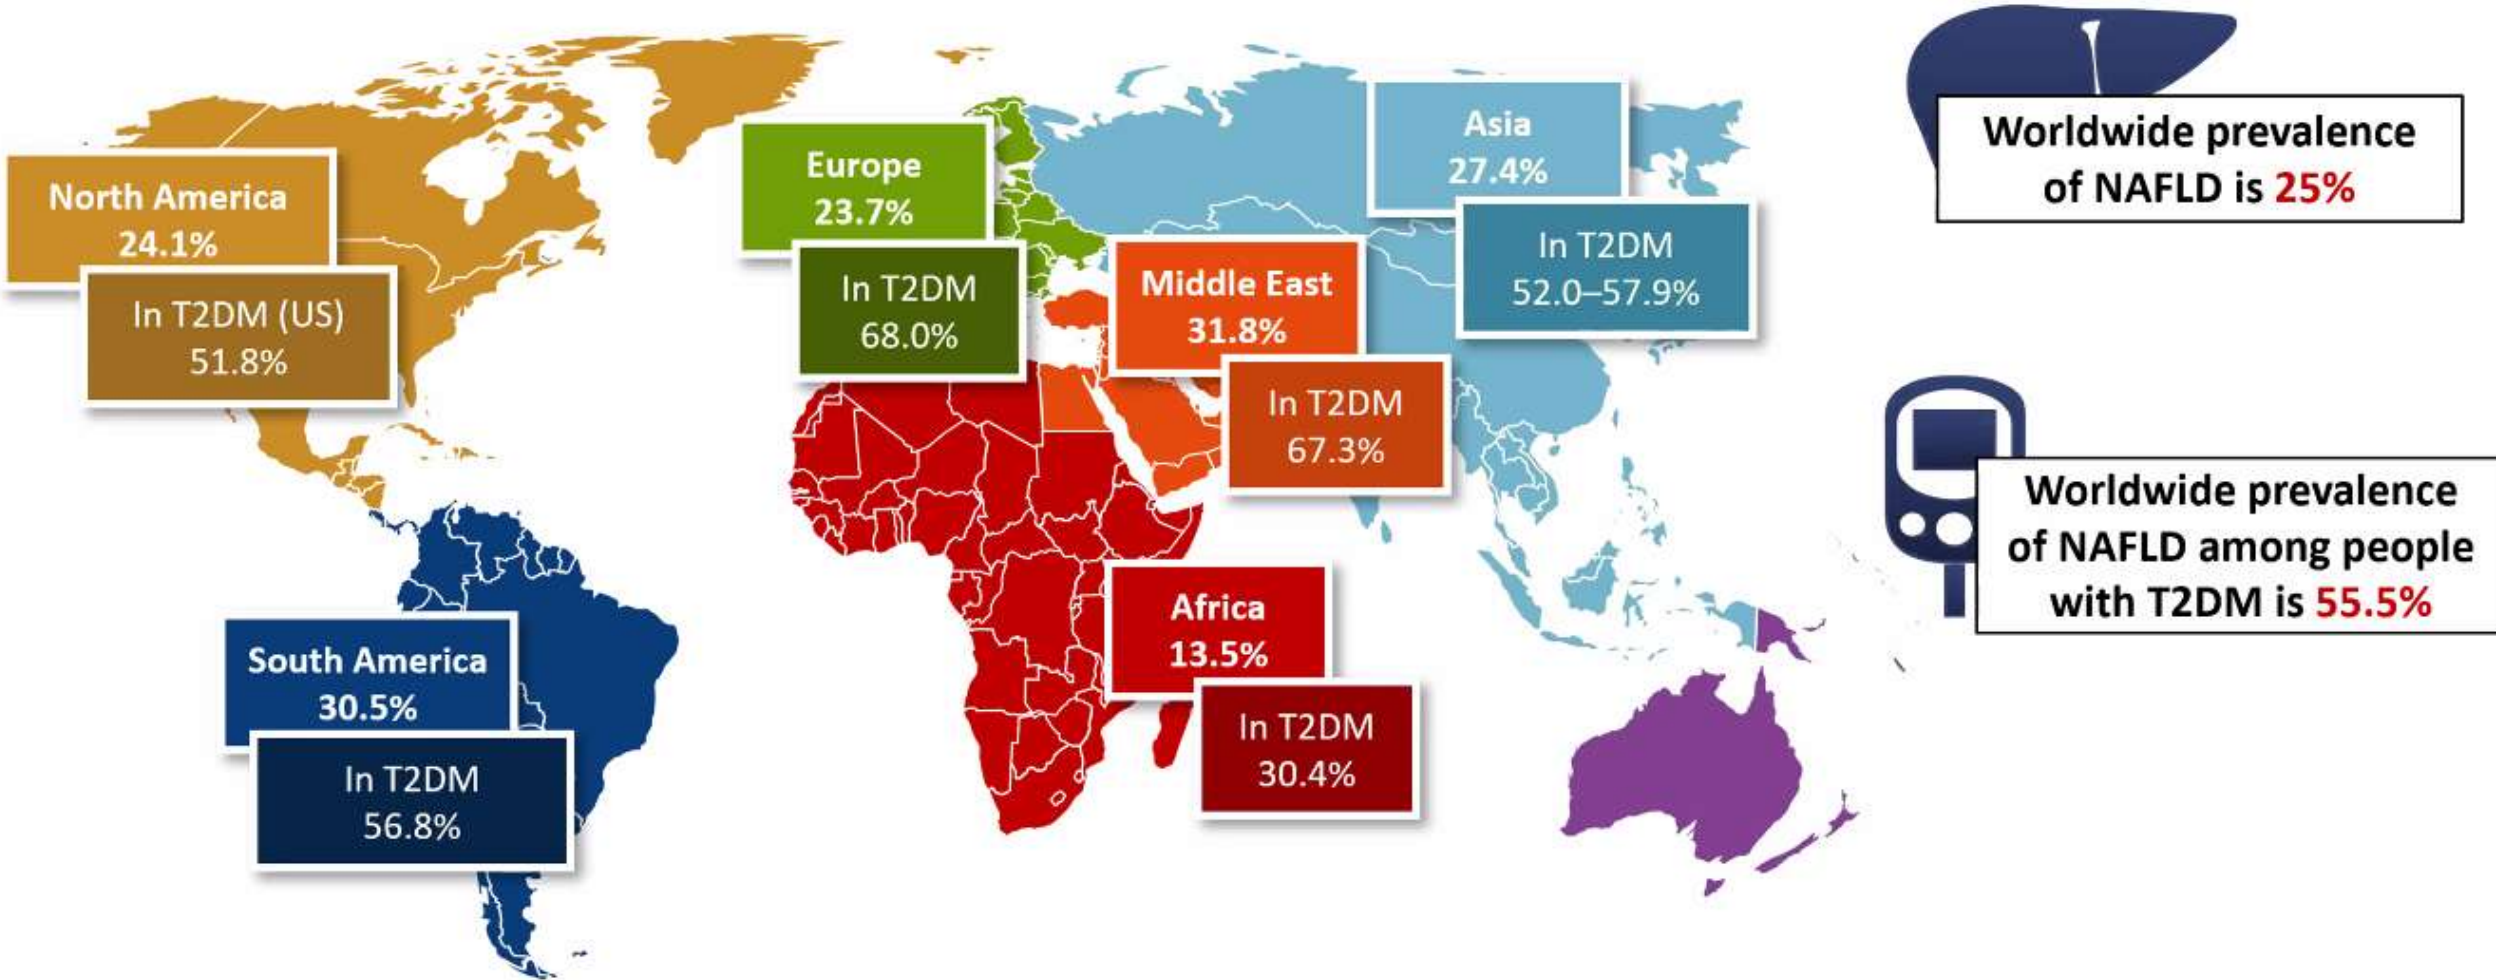 North America
24.1%
In T2DM (US)
51.8%
South America
30.5%
In T2DM
56.8%
Europe
23.7%
In T2DM
68.0%
Middle East
31.8%
In T2DM
67.3%
Africa
13.5%
In T2DM
30.4%
Asia
27.4%
In T2DM
52.0–57.9%
Worldwide prevalence
of NAFLD is 25%
Worldwide prevalence
of NAFLD among people
with T2DM is 55.5%